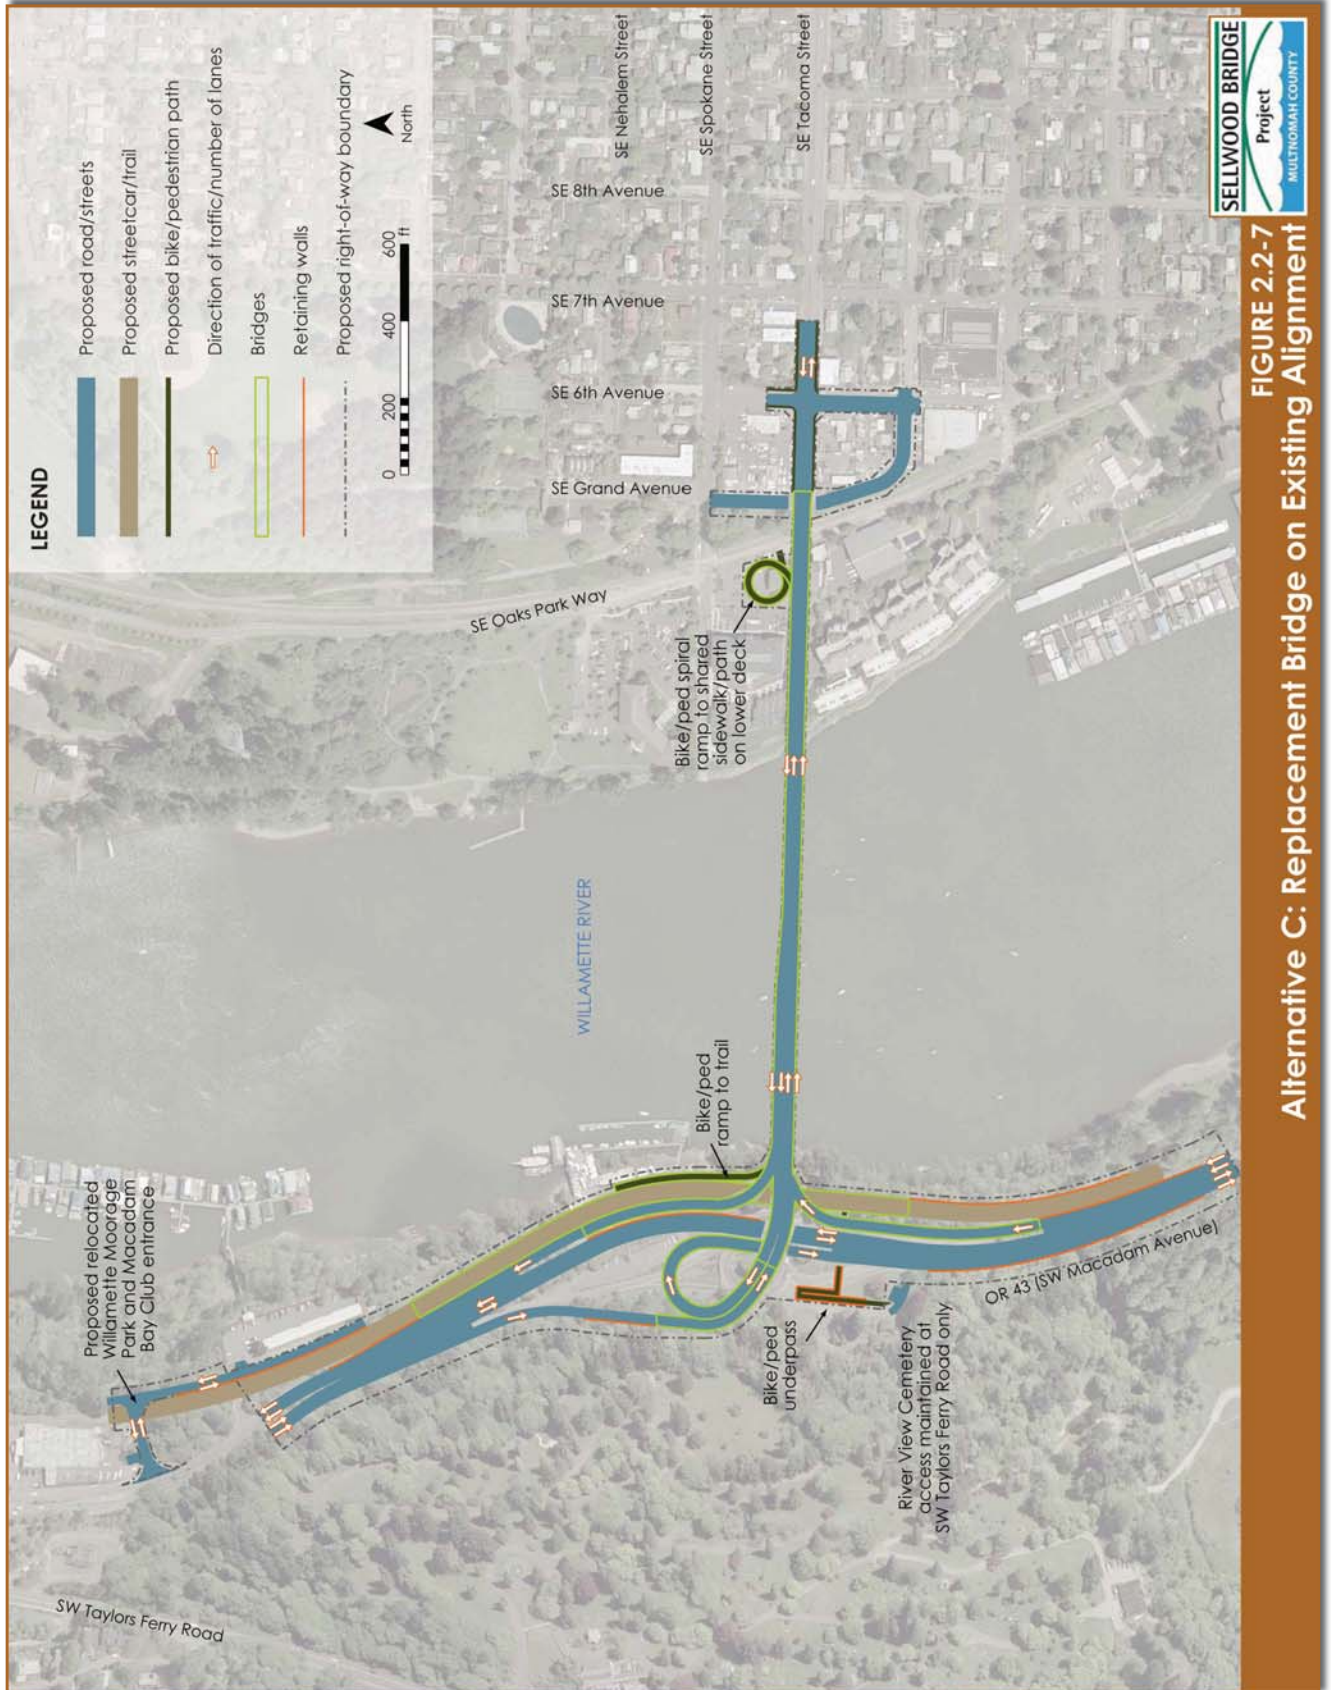 LEGEND
Proposed road/streets
Proposed streetcar/trail
Proposed bike/pedestrian path
Direction of traffic/number of lanes
Bridges
Retaining walls
Proposed right-of-way boundary
0 200 400 600 ft
North
SW Taylors Ferry Road
Proposed relocated
Willamette Moorage
Park and Macadam
Bay Club entrance
WILLAMETTE RIVER
SE Oaks Park Way
SE Grand Avenue
SE 6th Avenue
SE 7th Avenue
SE 8th Avenue
SE Nehalem Street
SE Spokane Street
SE Tacoma Street
Bike/ped
ramp to trail
Bike/ped spiral
ramp to shared
sidewalk/path
on lower deck
Bike/ped
underpass
River View Cemetery
access maintained at
SW Taylors Ferry Road only.
OR 43 (SW Macadam Avenue)
SELLWOOD BRIDGE
Project
MULTNOMAH COUNTY
FIGURE 2.2-7
Alternative C: Replacement Bridge on Existing Alignment